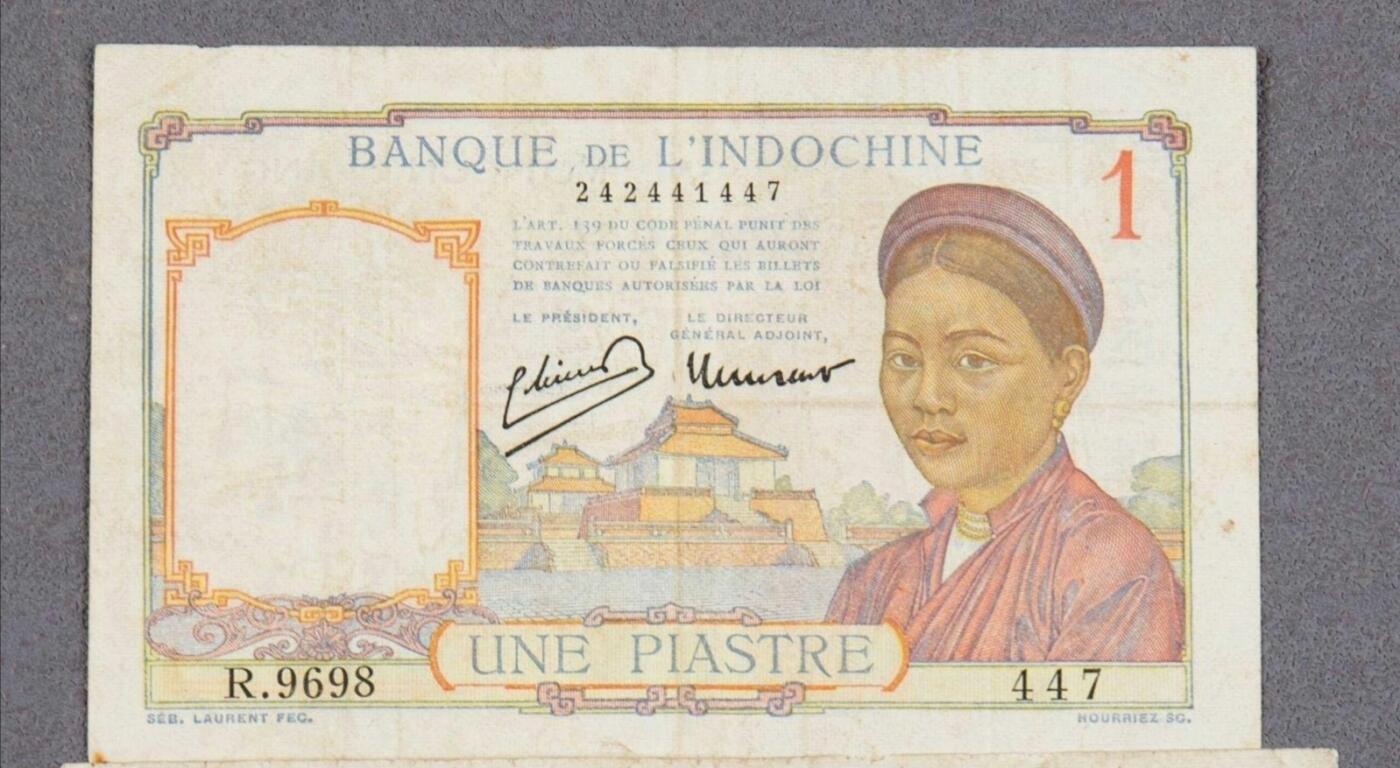 BANQUE DE L'INDOCHINE
1
242441447
L'ART. 139 DU CODE PÉNAL PUNIT DES
TRAVAUX FORCÉS CEUX QUI AURONT
CONTREFAIT OU FALSIFIÉ LES BILLETS
DE BANQUES AUTORISÉES PAR LA LOI
LE PRÉSIDENT,
LE DIRECTEUR
GÉNÉRAL ADJOINT,
UNE PIASTRE
R.9698
447
SÉB. LAURENT FEC.
HOURRIEZ SC.